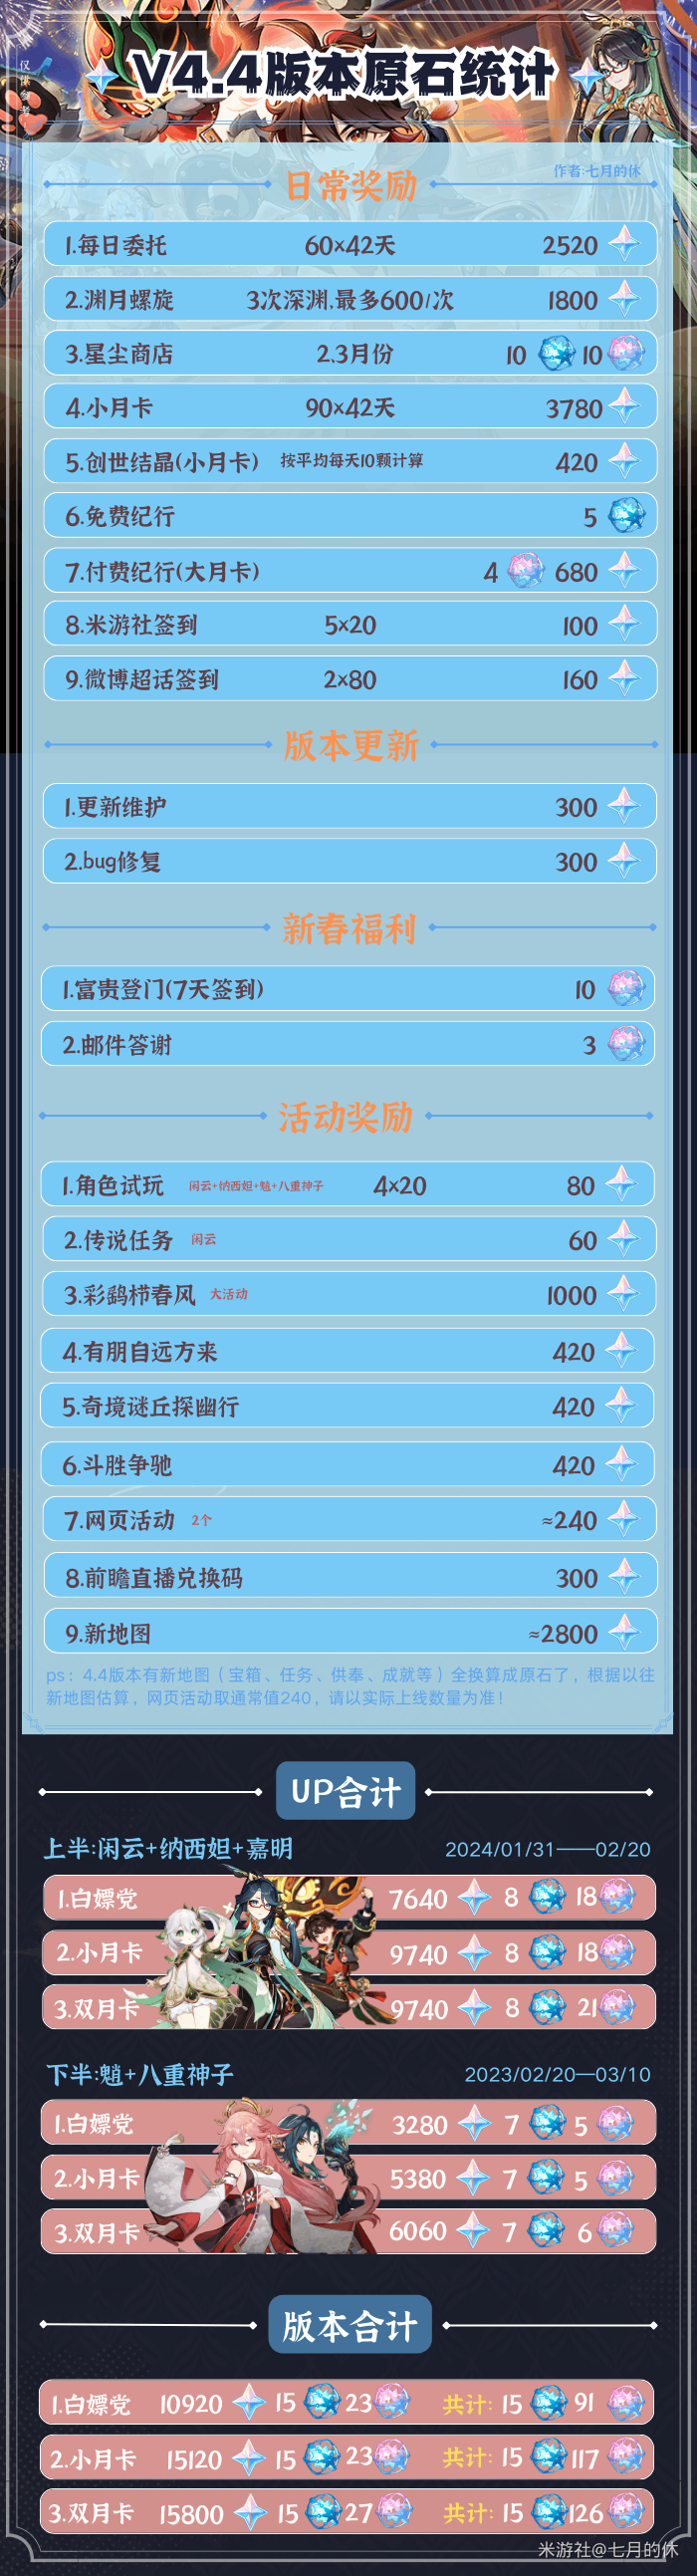 仅供参考
V4.4版本原石统计
作者:七月的休
日常奖励
1.每日委托 60×42天 2520
2.渊月螺旋 3次深渊,最多600/次 1800
3.星尘商店 2.3月份 10 10
4.小月卡 90×42天 3780
5.创世结晶(小月卡) 按平均每天10颗计算 420
6.免费纪行 5
7.付费纪行(大月卡) 4 680
8.米游社签到 5×20 100
9.微博超话签到 2×80 160
版本更新
1.更新维护 300
2.bug修复 300
新春福利
1.富贵登门(7天签到) 10
2.邮件答谢 3
活动奖励
1.角色试玩 闲云+纳西妲+魈+八重神子 4×20 80
2.传说任务 闲云 60
3.彩鹞栉春风 大活动 1000
4.有朋自远方来 420
5.奇境谜丘探幽行 420
6.斗胜争驰 420
7.网页活动 2个 ≈240
8.前瞻直播兑换码 300
9.新地图 ≈2800
ps：4.4版本有新地图（宝箱、任务、供奉、成就等）全换算成原石了，根据以往
新地图估算，网页活动取通常值240，请以实际上线数量为准！
UP合计
上半:闲云+纳西妲+嘉明 2024/01/31——02/20
1.白嫖党 7640 8 18
2.小月卡 9740 8 18
3.双月卡 9740 8 21
下半:魈+八重神子 2023/02/20—03/10
1.白嫖党 3280 7 5
2.小月卡 5380 7 5
3.双月卡 6060 7 6
版本合计
1.白嫖党 10920 15 23 共计: 15 91
2.小月卡 15120 15 23 共计: 15 117
3.双月卡 15800 15 27 共计: 15 126
米游社@七月的休